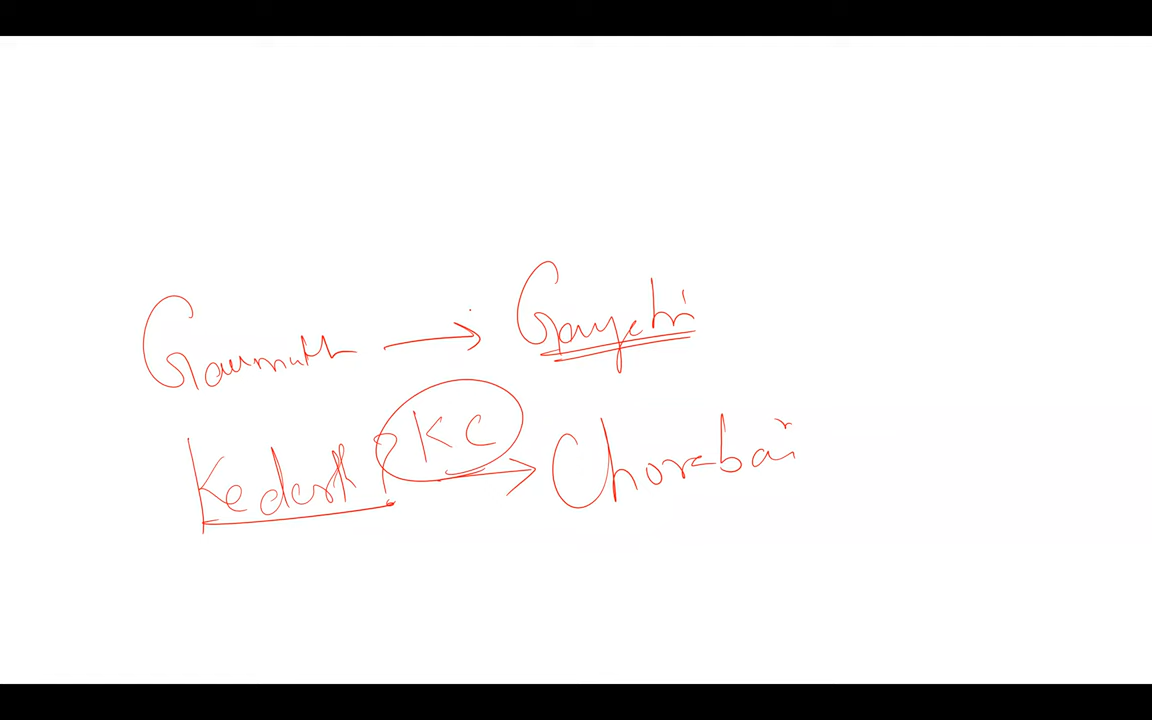 Gaumukh → Gangotri
Kedarnath KC → Chorabari